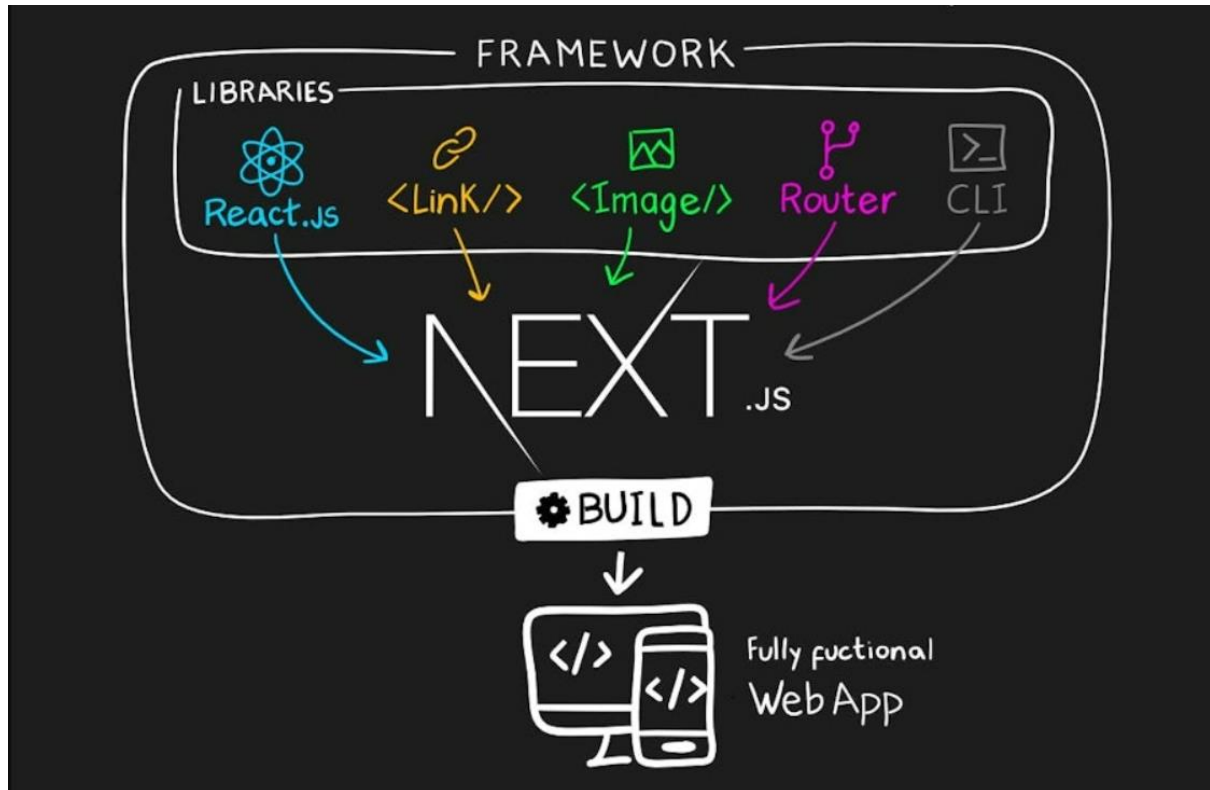 FRAMEWORK
LIBRARIES
React.JS
<LinK/>
<Image/>
Router
CLI
>_
NEXT.JS
BUILD
</>
</>
Fully fuctional
Web App